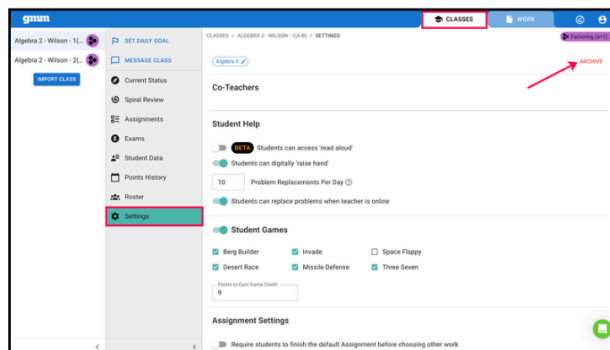 gmm
CLASSES
WORK
Algebra 2 - Wilson - 1(...
Algebra 2 - Wilson - 2(...
IMPORT CLASS
SET DAILY GOAL
MESSAGE CLASS
Current Status
Spiral Review
Assignments
Exams
Student Data
Points History
Roster
Settings
CLASSES / ALGEBRA 2 - WILSON - 1(A-B) / SETTINGS
Factoring (a=1)
Algebra II
ARCHIVE
Co-Teachers
Student Help
BETA Students can access 'read aloud'
Students can digitally 'raise hand'
10 Problem Replacements Per Day
Students can replace problems when teacher is online
Student Games
Berg Builder Invade Space Flappy
Desert Race Missile Defense Three Seven
Points to Earn Game Credit
9
Assignment Settings
Require students to finish the default Assignment before choosing other work